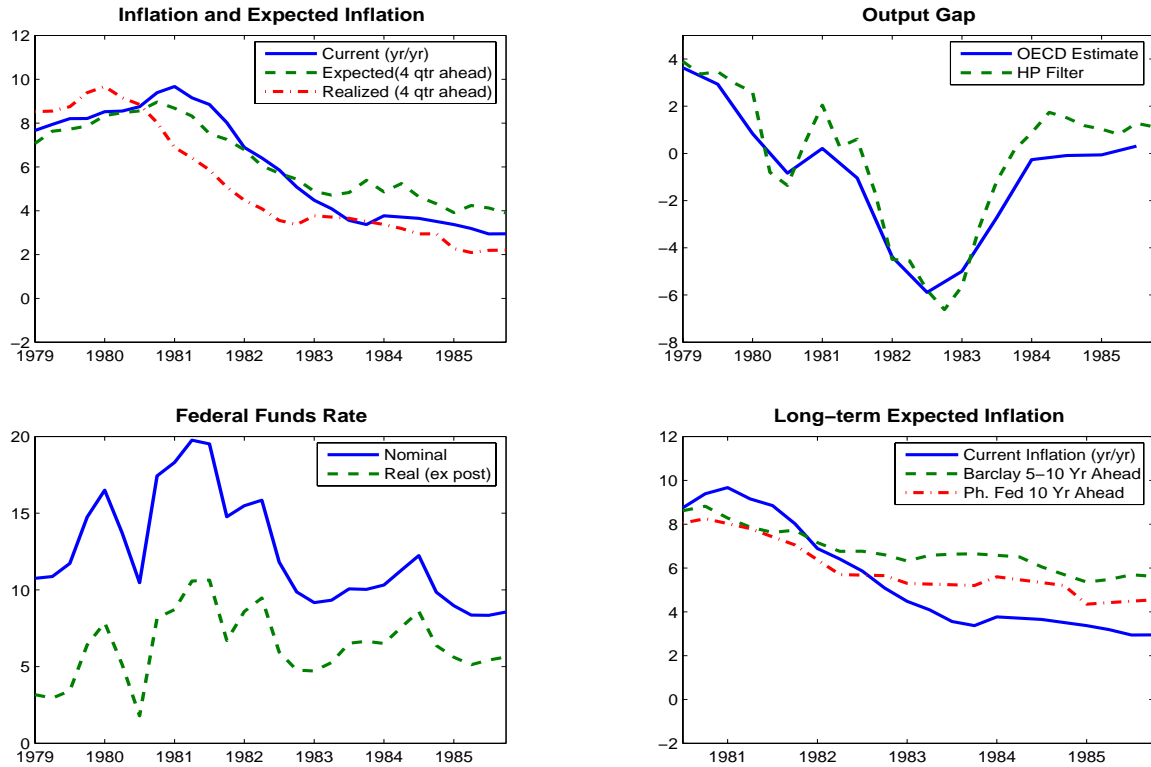 Inflation and Expected Inflation
12
10
8
6
4
2
0
−2
1979 1980 1981 1982 1983 1984 1985
Current (yr/yr)
Expected(4 qtr ahead)
Realized (4 qtr ahead)
Output Gap
4
2
0
−2
−4
−6
−8
1979 1980 1981 1982 1983 1984 1985
OECD Estimate
HP Filter
Federal Funds Rate
20
15
10
5
0
1979 1980 1981 1982 1983 1984 1985
Nominal
Real (ex post)
Long−term Expected Inflation
12
10
8
6
4
2
0
−2
1981 1982 1983 1984 1985
Current Inflation (yr/yr)
Barclay 5−10 Yr Ahead
Ph. Fed 10 Yr Ahead